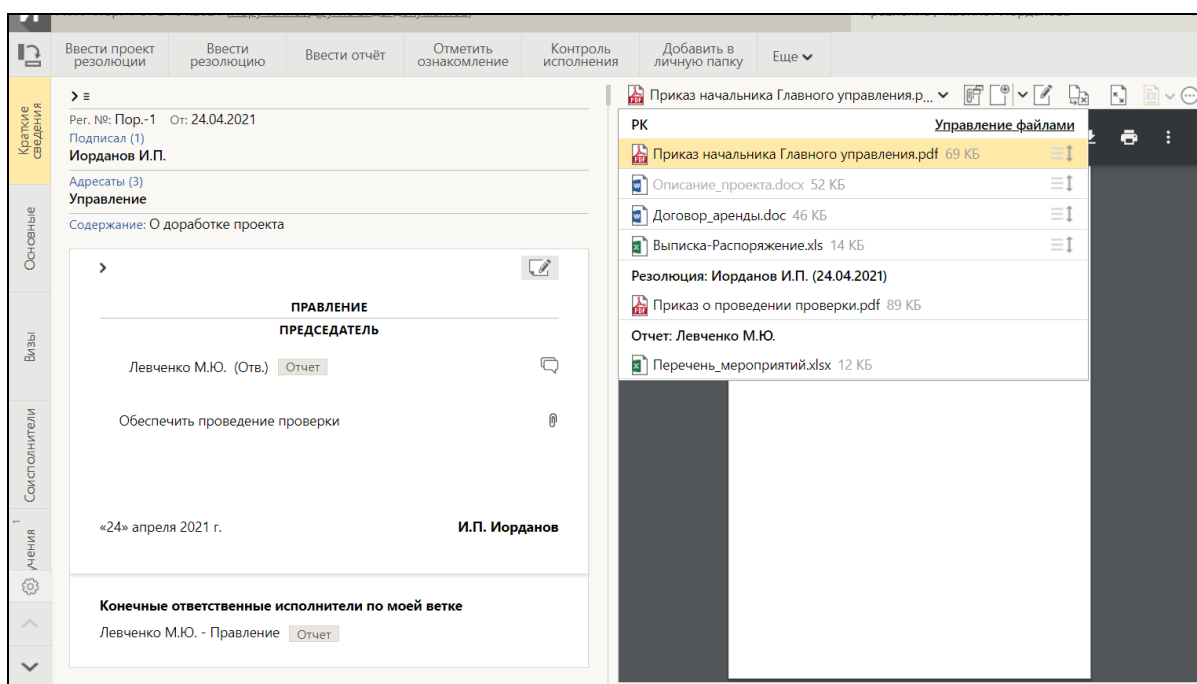 Ввести проект резолюции
Ввести резолюцию
Ввести отчёт
Отметить ознакомление
Контроль исполнения
Добавить в личную папку
Еще
Краткие сведения
Основные
Визы
Соисполнители
1
учения
Рег. №: Пор.-1 От: 24.04.2021
Подписал (1)
Иорданов И.П.
Адресаты (3)
Управление
Содержание: О доработке проекта
ПРАВЛЕНИЕ
ПРЕДСЕДАТЕЛЬ
Левченко М.Ю. (Отв.) Отчет
Обеспечить проведение проверки
«24» апреля 2021 г. И.П. Иорданов
Конечные ответственные исполнители по моей ветке
Левченко М.Ю. - Правление Отчет
Приказ начальника Главного управления.р...
РК Управление файлами
Приказ начальника Главного управления.pdf 69 КБ
Описание_проекта.docx 52 КБ
Договор_аренды.doc 46 КБ
Выписка-Распоряжение.xls 14 КБ
Резолюция: Иорданов И.П. (24.04.2021)
Приказ о проведении проверки.pdf 89 КБ
Отчет: Левченко М.Ю.
Перечень_мероприятий.xlsx 12 КБ